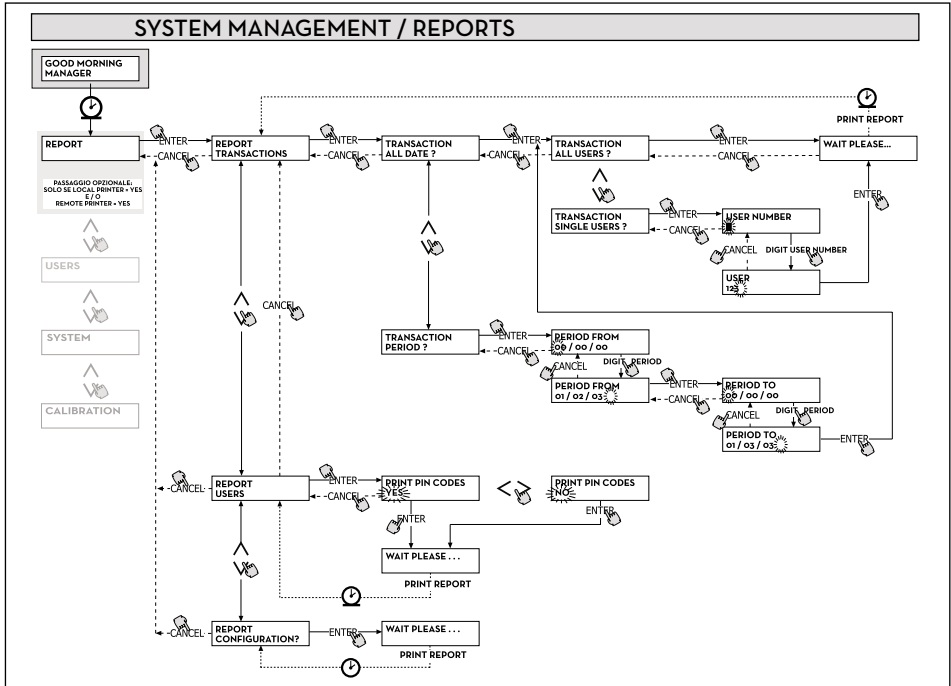 SYSTEM MANAGEMENT / REPORTS
GOOD MORNING
MANAGER
PRINT REPORT
REPORT
ENTER
CANCEL
REPORT
TRANSACTIONS
ENTER
CANCEL
TRANSACTION
ALL DATE ?
ENTER
CANCEL
TRANSACTION
ALL USERS ?
ENTER
CANCEL
WAIT PLEASE...
PASSAGGIO OPZIONALE:
SOLO SE LOCAL PRINTER = YES
E / O
REMOTE PRINTER = YES
ENTER
TRANSACTION
SINGLE USERS ?
ENTER
CANCEL
USER NUMBER
CANCEL
DIGIT USER NUMBER
USER
123
USERS
CANCEL
SYSTEM
TRANSACTION
PERIOD ?
ENTER
CANCEL
PERIOD FROM
00 / 00 / 00
CANCEL
DIGIT PERIOD
PERIOD FROM
01 / 02 / 03
ENTER
CANCEL
PERIOD TO
00 / 00 / 00
CANCEL
DIGIT PERIOD
PERIOD TO
01 / 03 / 03
ENTER
CALIBRATION
CANCEL
REPORT
USERS
ENTER
CANCEL
PRINT PIN CODES
YES
< >
PRINT PIN CODES
NO
ENTER
ENTER
WAIT PLEASE . . .
PRINT REPORT
CANCEL
REPORT
CONFIGURATION?
ENTER
WAIT PLEASE . . .
PRINT REPORT